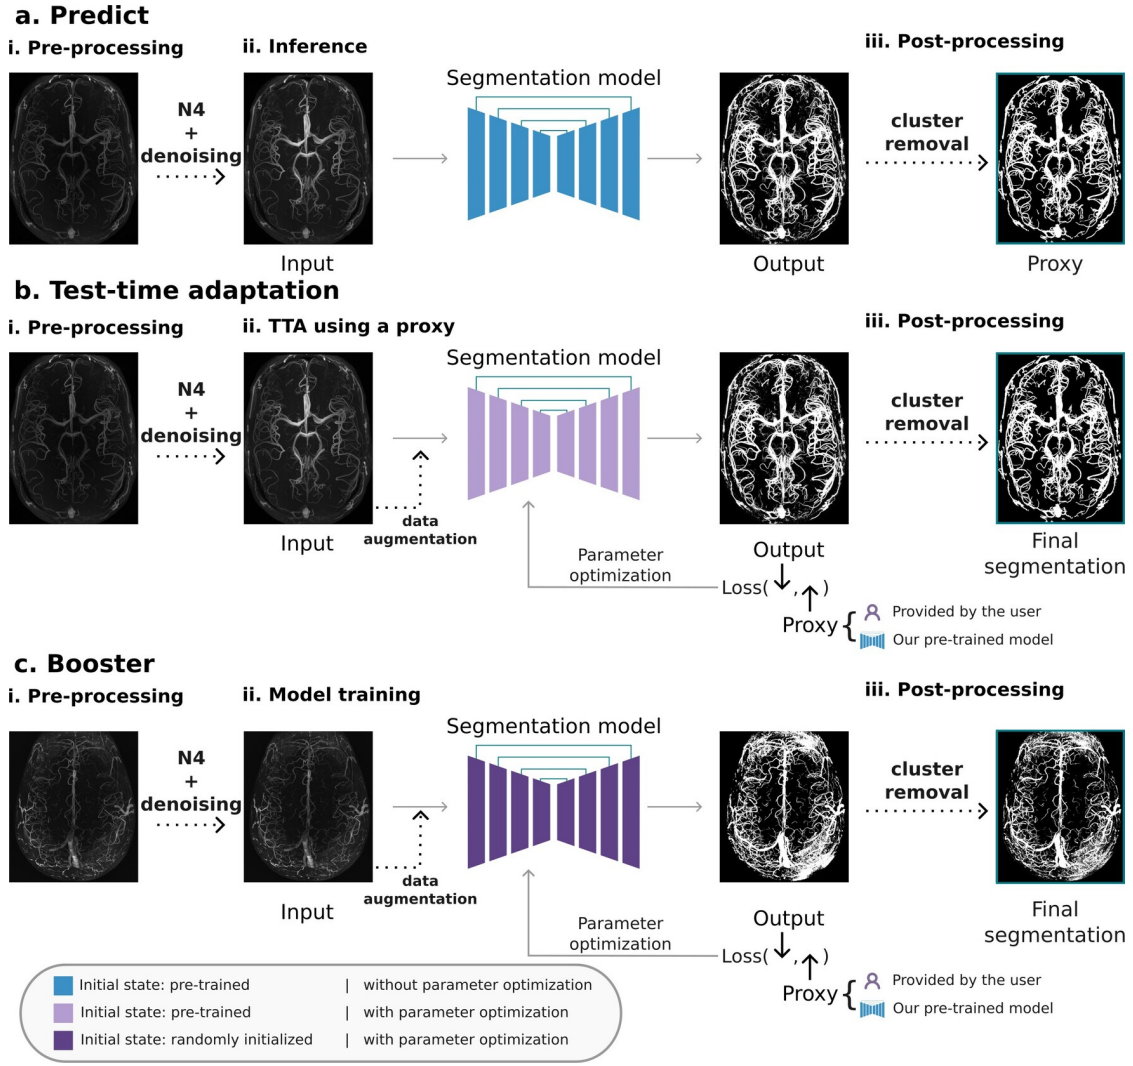 a. Predict
i. Pre-processing
ii. Inference
iii. Post-processing
N4
+
denoising
Segmentation model
cluster
removal
Input
Output
Proxy
b. Test-time adaptation
i. Pre-processing
ii. TTA using a proxy
iii. Post-processing
N4
+
denoising
Segmentation model
cluster
removal
data
augmentation
Input
Output
Final
segmentation
Parameter
optimization
Loss( , )
Proxy {
Provided by the user
Our pre-trained model
c. Booster
i. Pre-processing
ii. Model training
iii. Post-processing
N4
+
denoising
Segmentation model
cluster
removal
data
augmentation
Input
Output
Final
segmentation
Parameter
optimization
Loss( , )
Proxy {
Provided by the user
Our pre-trained model
Initial state: pre-trained | without parameter optimization
Initial state: pre-trained | with parameter optimization
Initial state: randomly initialized | with parameter optimization